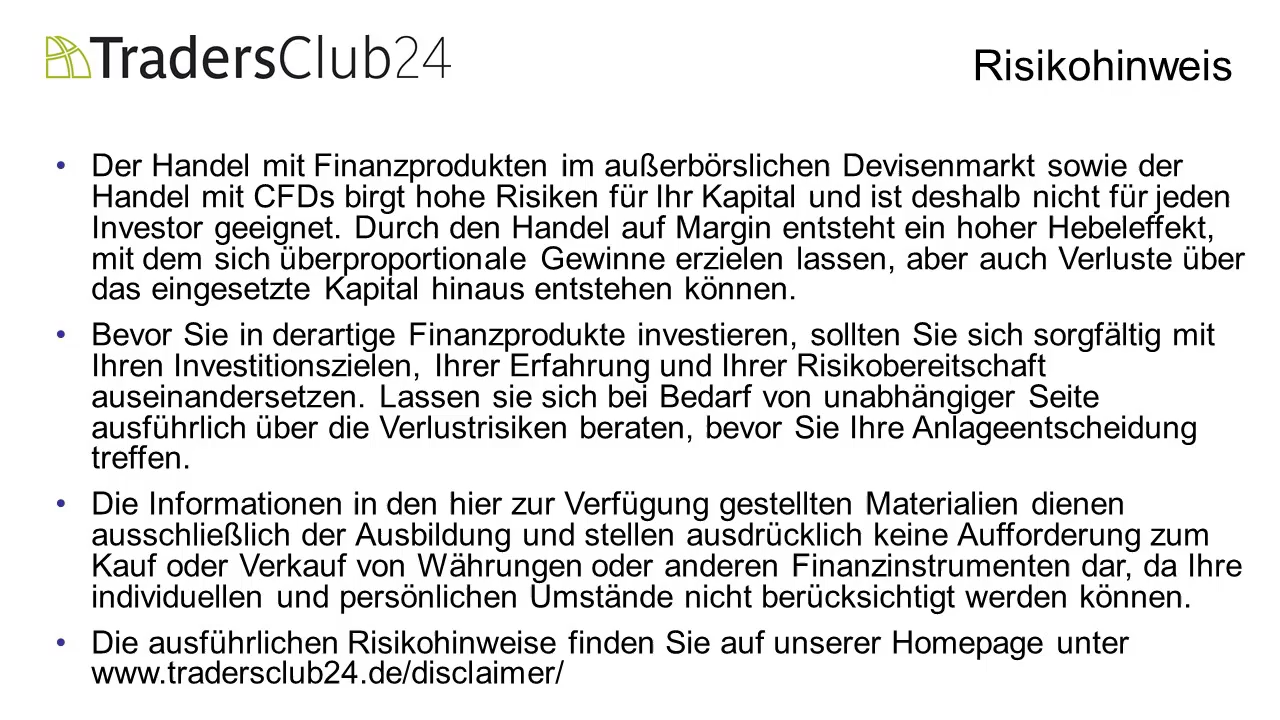 TradersClub24
Risikohinweis
• Der Handel mit Finanzprodukten im außerbörslichen Devisenmarkt sowie der
Handel mit CFDs birgt hohe Risiken für Ihr Kapital und ist deshalb nicht für jeden
Investor geeignet. Durch den Handel auf Margin entsteht ein hoher Hebeleffekt,
mit dem sich überproportionale Gewinne erzielen lassen, aber auch Verluste über
das eingesetzte Kapital hinaus entstehen können.
• Bevor Sie in derartige Finanzprodukte investieren, sollten Sie sich sorgfältig mit
Ihren Investitionszielen, Ihrer Erfahrung und Ihrer Risikobereitschaft
auseinandersetzen. Lassen sie sich bei Bedarf von unabhängiger Seite
ausführlich über die Verlustrisiken beraten, bevor Sie Ihre Anlageentscheidung
treffen.
• Die Informationen in den hier zur Verfügung gestellten Materialien dienen
ausschließlich der Ausbildung und stellen ausdrücklich keine Aufforderung zum
Kauf oder Verkauf von Währungen oder anderen Finanzinstrumenten dar, da Ihre
individuellen und persönlichen Umstände nicht berücksichtigt werden können.
• Die ausführlichen Risikohinweise finden Sie auf unserer Homepage unter
www.tradersclub24.de/disclaimer/